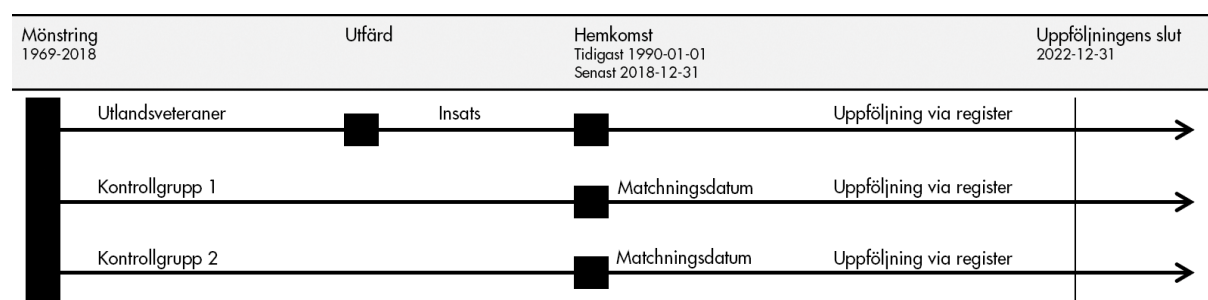 Mönstring
1969-2018
Utfärd
Hemkomst
Tidigast 1990-01-01
Senast 2018-12-31
Uppföljningens slut
2022-12-31
Utlandsveteraner
Insats
Uppföljning via register
Kontrollgrupp 1
Matchningsdatum
Uppföljning via register
Kontrollgrupp 2
Matchningsdatum
Uppföljning via register